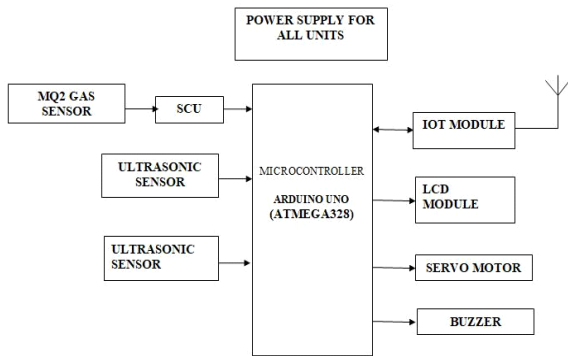 POWER SUPPLY FOR
ALL UNITS
MQ2 GAS
SENSOR
SCU
ULTRASONIC
SENSOR
ULTRASONIC
SENSOR
MICROCONTROLLER
ARDUINO UNO
(ATMEGA328)
IOT MODULE
LCD
MODULE
SERVO MOTOR
BUZZER